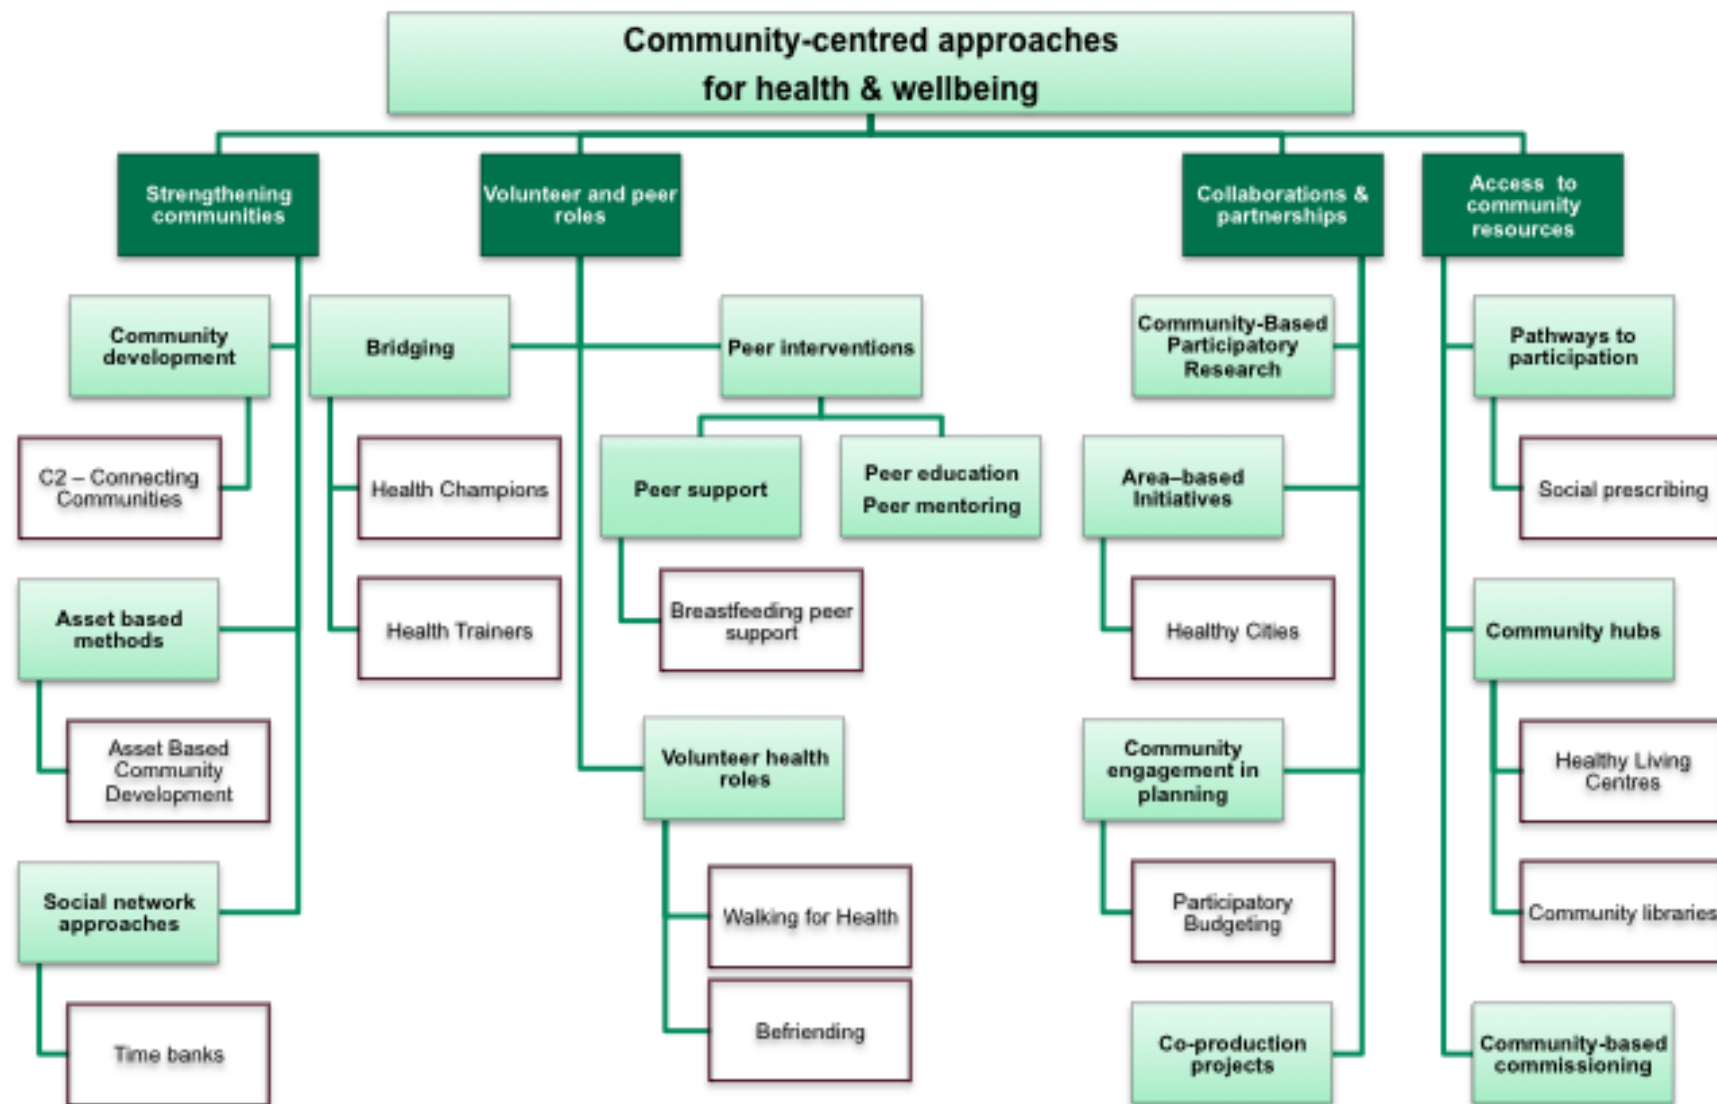 Community-centred approaches
for health & wellbeing
Strengthening
communities
Volunteer and peer
roles
Collaborations &
partnerships
Access to
community
resources
Community
development
C2 – Connecting
Communities
Asset based
methods
Asset Based
Community
Development
Social network
approaches
Time banks
Bridging
Health Champions
Health Trainers
Peer interventions
Peer support
Breastfeeding peer
support
Peer education
Peer mentoring
Volunteer health
roles
Walking for Health
Befriending
Community-Based
Participatory
Research
Area–based
Initiatives
Healthy Cities
Community
engagement in
planning
Participatory
Budgeting
Co-production
projects
Pathways to
participation
Social prescribing
Community hubs
Healthy Living
Centres
Community libraries
Community-based
commissioning